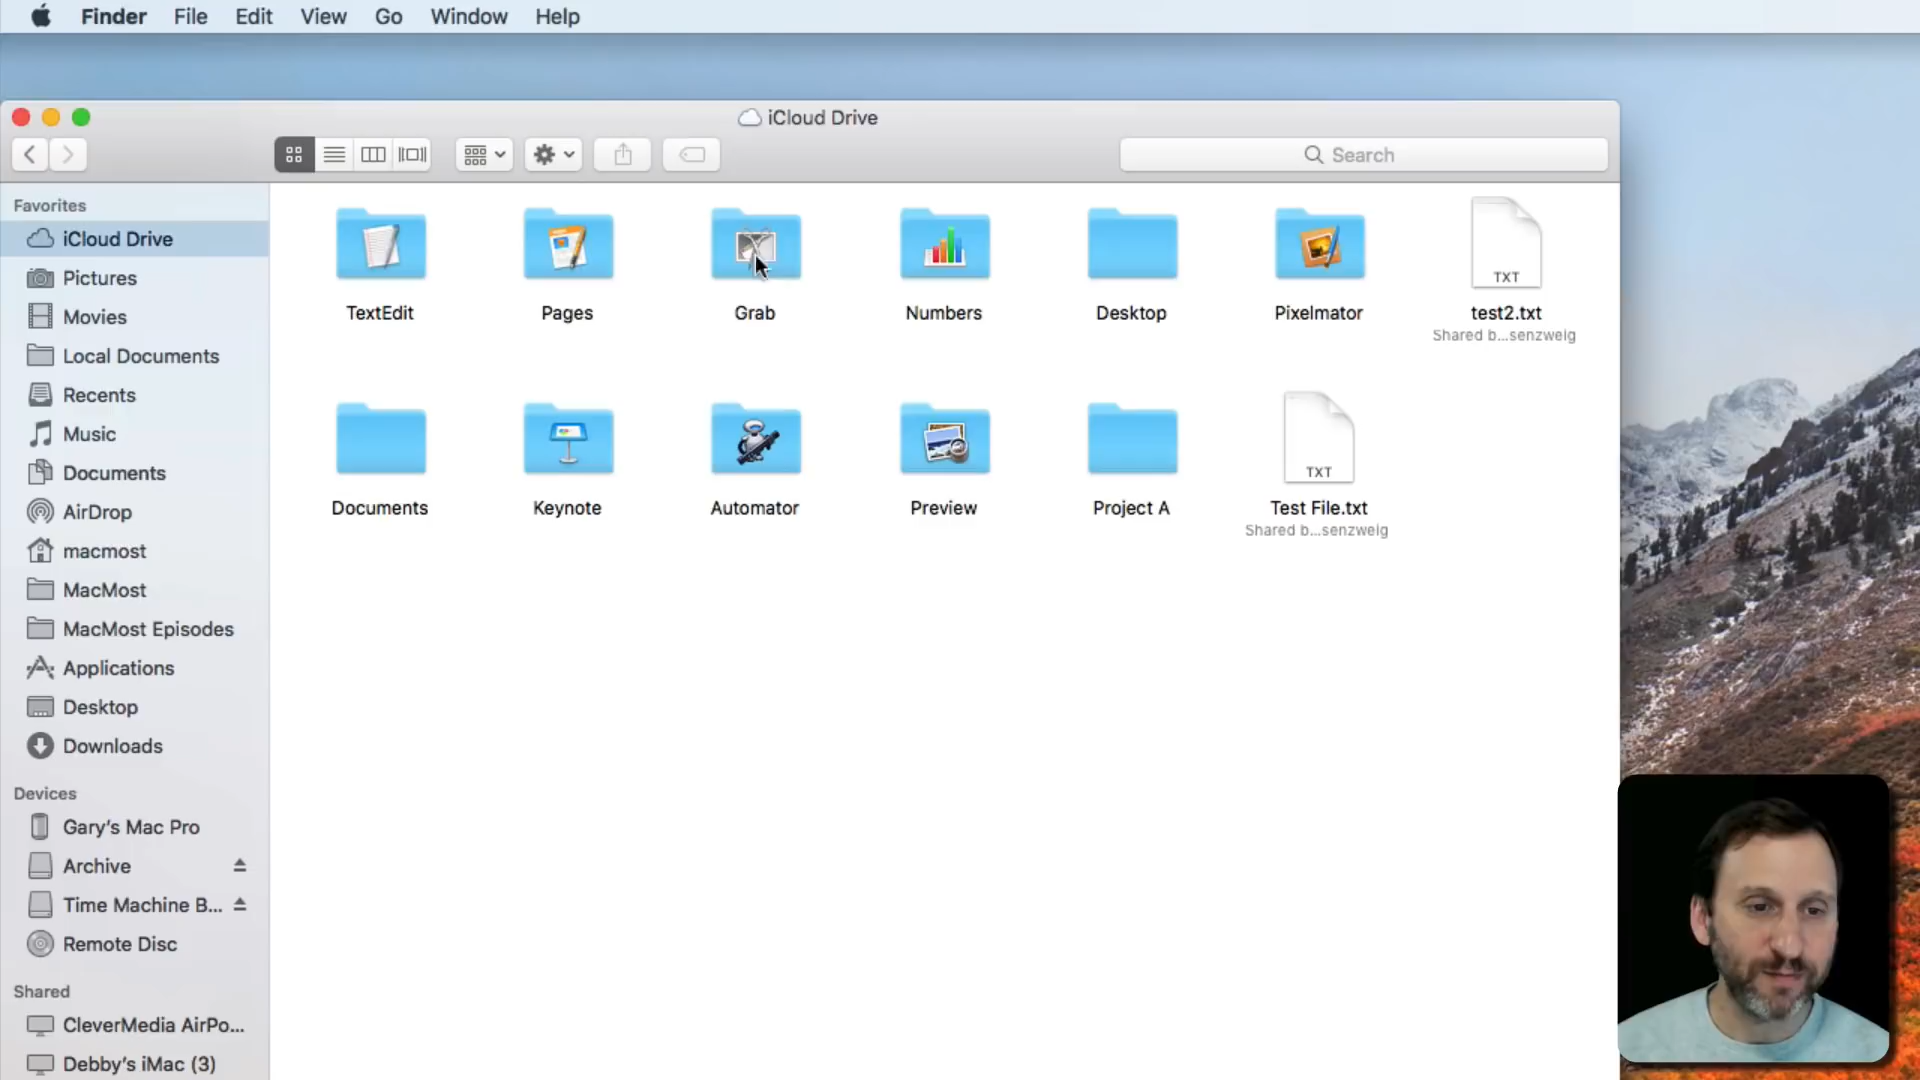 Finder File Edit View Go Window Help
iCloud Drive
Search
Favorites
iCloud Drive
Pictures
Movies
Local Documents
Recents
Music
Documents
AirDrop
macmost
MacMost
MacMost Episodes
Applications
Desktop
Downloads
Devices
Gary's Mac Pro
Archive
Time Machine B...
Remote Disc
Shared
CleverMedia AirPo...
Debby's iMac (3)
TXT
TextEdit Pages Grab Numbers Desktop Pixelmator test2.txt
Shared b...senzweig
TXT
Documents Keynote Automator Preview Project A Test File.txt
Shared b...senzweig